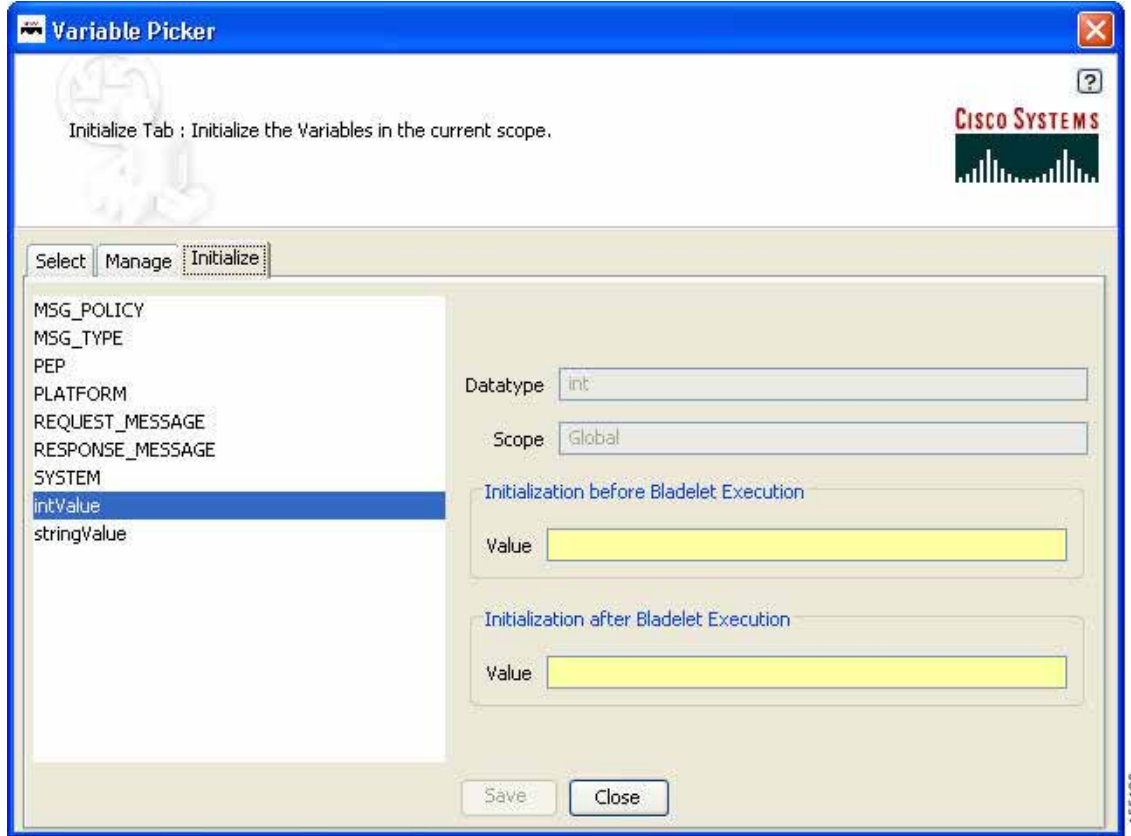 Variable Picker
?
Initialize Tab : Initialize the Variables in the current scope.
CISCO SYSTEMS
Select
Manage
Initialize
MSG_POLICY
MSG_TYPE
PEP
PLATFORM
REQUEST_MESSAGE
RESPONSE_MESSAGE
SYSTEM
intValue
stringValue
Datatype int
Scope Global
Initialization before Bladelet Execution
Value
Initialization after Bladelet Execution
Value
Save
Close